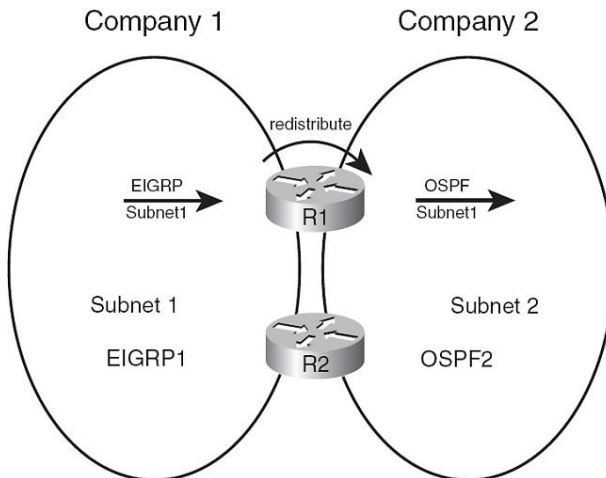 Company 1
Company 2
redistribute
EIGRP
Subnet1
R1
OSPF
Subnet1
Subnet 1
Subnet 2
EIGRP1
R2
OSPF2